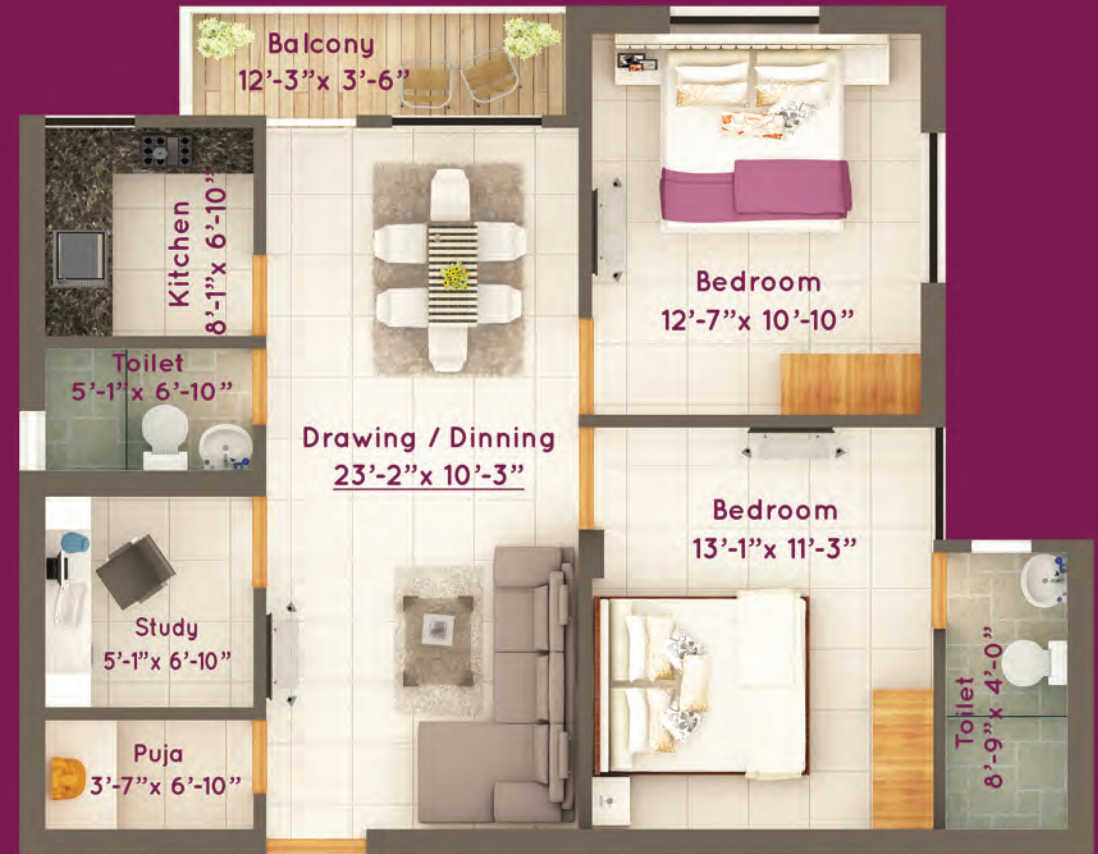 Balcony
12'-3"x 3'-6"
Kitchen
8'-1"x 6'-10"
Bedroom
12'-7"x 10'-10"
Toilet
5'-1"x 6'-10"
Drawing / Dinning
23'-2"x 10'-3"
Bedroom
13'-1"x 11'-3"
Study
5'-1"x 6'-10"
Toilet
8'-9"x 4'-0"
Puja
3'-7"x 6'-10"